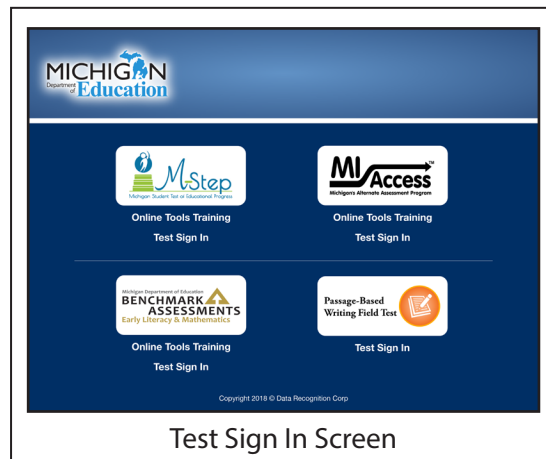 MICHIGAN
Department of Education
M-Step
Michigan Student Test of Educational Progress
Online Tools Training
Test Sign In
MI Access™
Michigan's Alternate Assessment Program
Online Tools Training
Test Sign In
Michigan Department of Education
BENCHMARK
ASSESSMENTS
Early Literacy & Mathematics
Online Tools Training
Test Sign In
Passage-Based
Writing Field Test
Test Sign In
Copyright 2018 © Data Recognition Corp
Test Sign In Screen